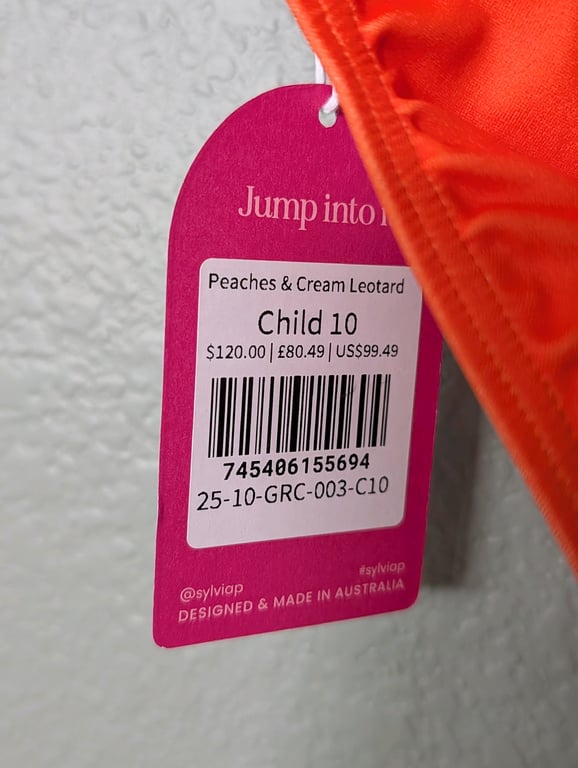 Jump into
Peaches & Cream Leotard
Child 10
$120.00 | £80.49 | US$99.49
745406155694
25-10-GRC-003-C10
@sylviap
#sylviap
DESIGNED & MADE IN AUSTRALIA